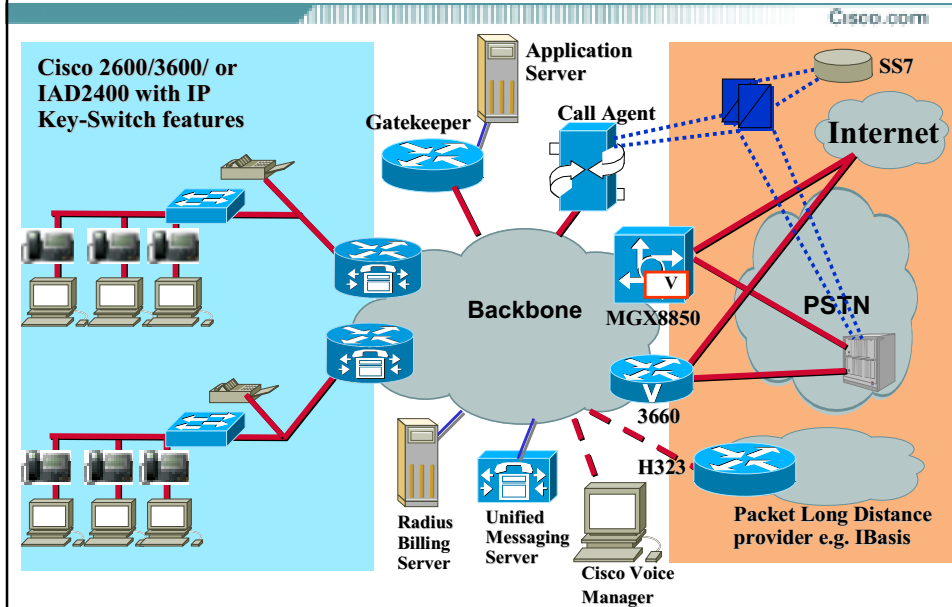 Cisco.com
Cisco 2600/3600/ or
IAD2400 with IP
Key-Switch features
Application
Server
Gatekeeper
Call Agent
SS7
Internet
Backbone
V
MGX8850
PSTN
V
3660
H323
Radius
Billing
Server
Unified
Messaging
Server
Cisco Voice
Manager
Packet Long Distance
provider e.g. IBasis